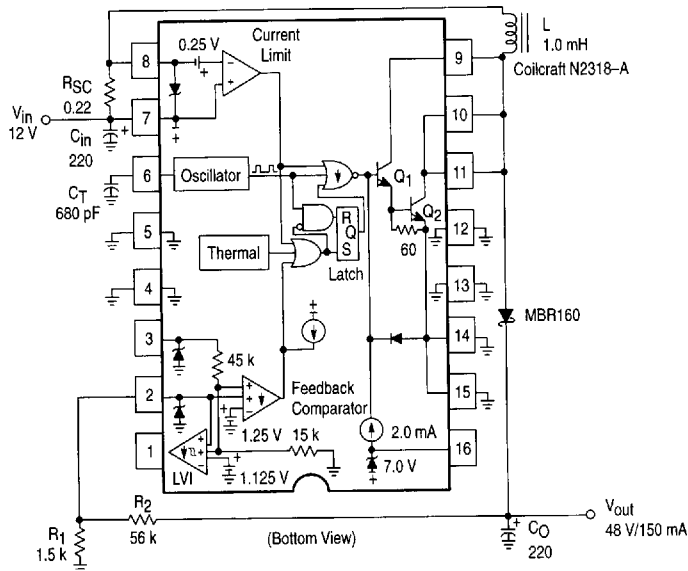 L
1.0 mH
Coilcraft N2318–A
Current
Limit
0.25 V
8
9
RSC
0.22
Vin
12 V
7
10
Cin
220
6
Oscillator
Q1
11
CT
680 pF
Q2
5
R
Q
S
60
12
Thermal
Latch
4
13
MBR160
3
14
45 k
2
Feedback
Comparator
15
1.25 V
15 k
2.0 mA
1
16
7.0 V
LVI
1.125 V
R2
56 k
R1
1.5 k
(Bottom View)
CO
220
Vout
48 V/150 mA